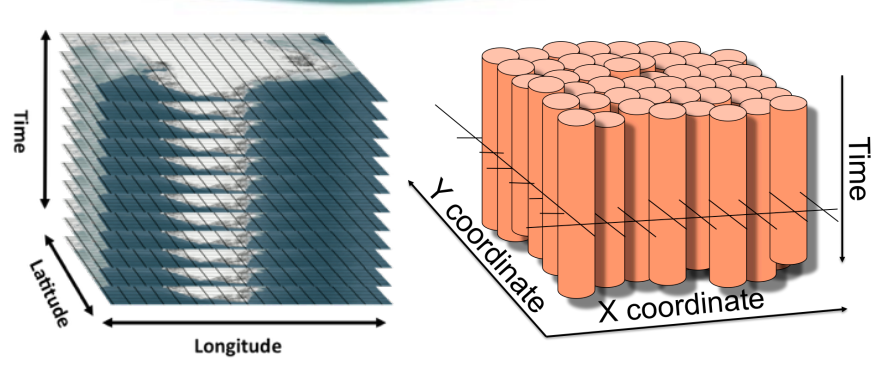 Time
Latitude
Longitude
Y coordinate
X coordinate
Time